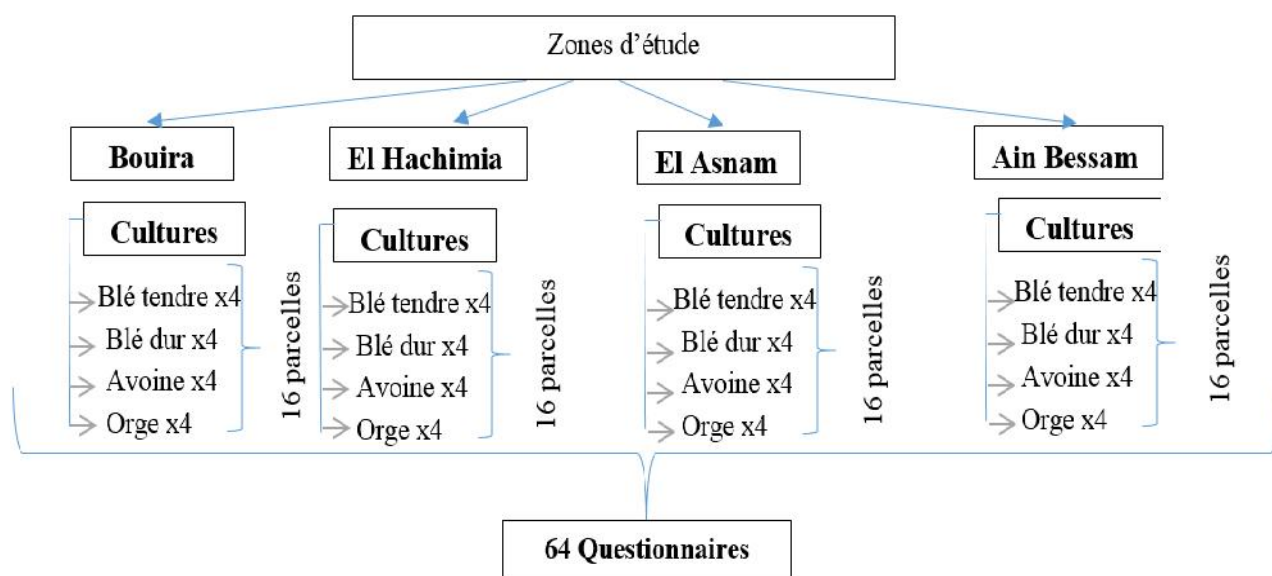 Zones d’étude
Bouira
El Hachimia
El Asnam
Ain Bessam
Cultures
Blé tendre x4
Blé dur x4
Avoine x4
Orge x4
16 parcelles
Cultures
Blé tendre x4
Blé dur x4
Avoine x4
Orge x4
16 parcelles
Cultures
Blé tendre x4
Blé dur x4
Avoine x4
Orge x4
16 parcelles
Cultures
Blé tendre x4
Blé dur x4
Avoine x4
Orge x4
16 parcelles
64 Questionnaires